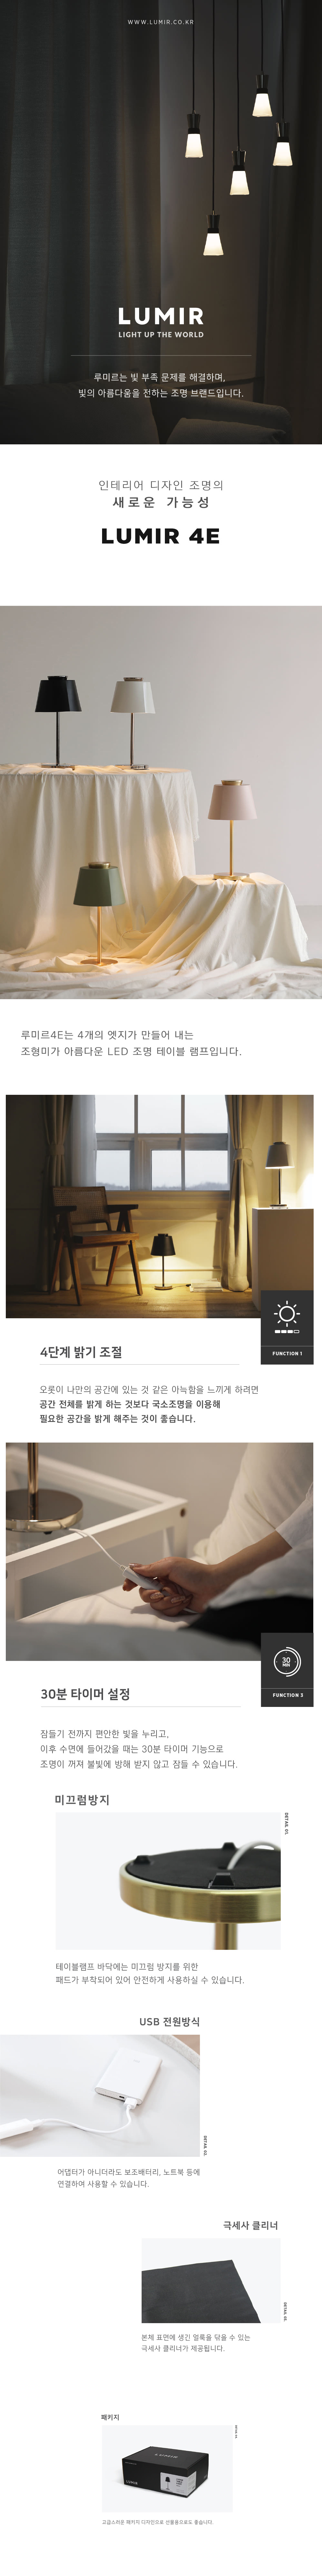 WWW.LUMIR.CO.KR
LUMIR
LIGHT UP THE WORLD
루미르는 빛 부족 문제를 해결하며,
빛의 아름다움을 전하는 조명 브랜드입니다.
인테리어 디자인 조명의
새로운 가능성
LUMIR 4E
루미르4E는 4개의 엣지가 만들어 내는
조형미가 아름다운 LED 조명 테이블 램프입니다.
FUNCTION 1
4단계 밝기 조절
오롯이 나만의 공간에 있는 것 같은 아늑함을 느끼게 하려면
공간 전체를 밝게 하는 것보다 국소조명을 이용해
필요한 공간을 밝게 해주는 것이 좋습니다.
30
MIN
FUNCTION 3
30분 타이머 설정
잠들기 전까지 편안한 빛을 누리고,
이후 수면에 들어갔을 때는 30분 타이머 기능으로
조명이 꺼져 불빛에 방해 받지 않고 잠들 수 있습니다.
미끄럼방지
DETAIL 01.
테이블램프 바닥에는 미끄럼 방지를 위한
패드가 부착되어 있어 안전하게 사용하실 수 있습니다.
USB 전원방식
어댑터가 아니더라도 보조배터리, 노트북 등에
연결하여 사용할 수 있습니다.
극세사 클리너
본체 표면에 생긴 얼룩을 닦을 수 있는
극세사 클리너가 제공됩니다.
패키지
LUMIR
고급스러운 패키지 디자인으로 선물용으로도 좋습니다.